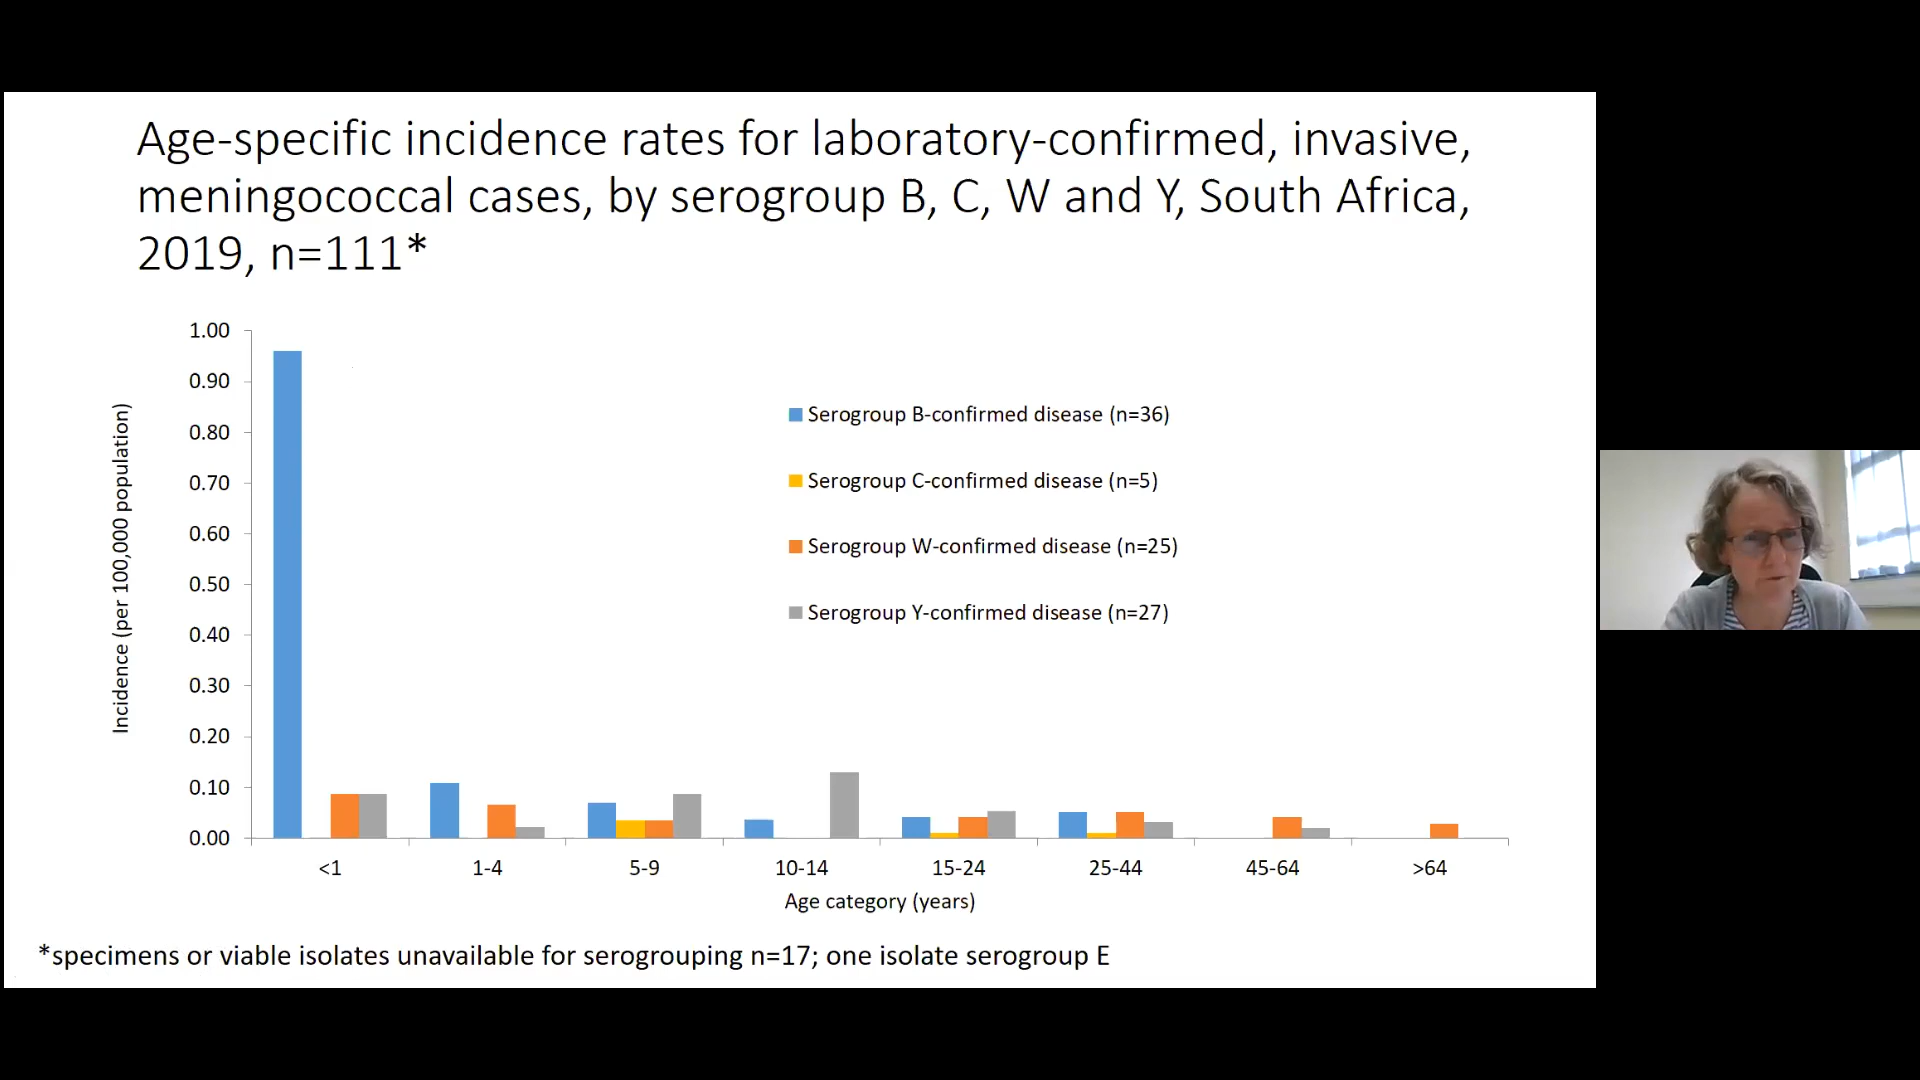 Age-specific incidence rates for laboratory-confirmed, invasive,
meningococcal cases, by serogroup B, C, W and Y, South Africa,
2019, n=111*
1.00
0.90
0.80
0.70
0.60
0.50
0.40
0.30
0.20
0.10
0.00
Incidence (per 100,000 population)
Serogroup B-confirmed disease (n=36)
Serogroup C-confirmed disease (n=5)
Serogroup W-confirmed disease (n=25)
Serogroup Y-confirmed disease (n=27)
<1 1-4 5-9 10-14 15-24 25-44 45-64 >64
Age category (years)
*specimens or viable isolates unavailable for serogrouping n=17; one isolate serogroup E